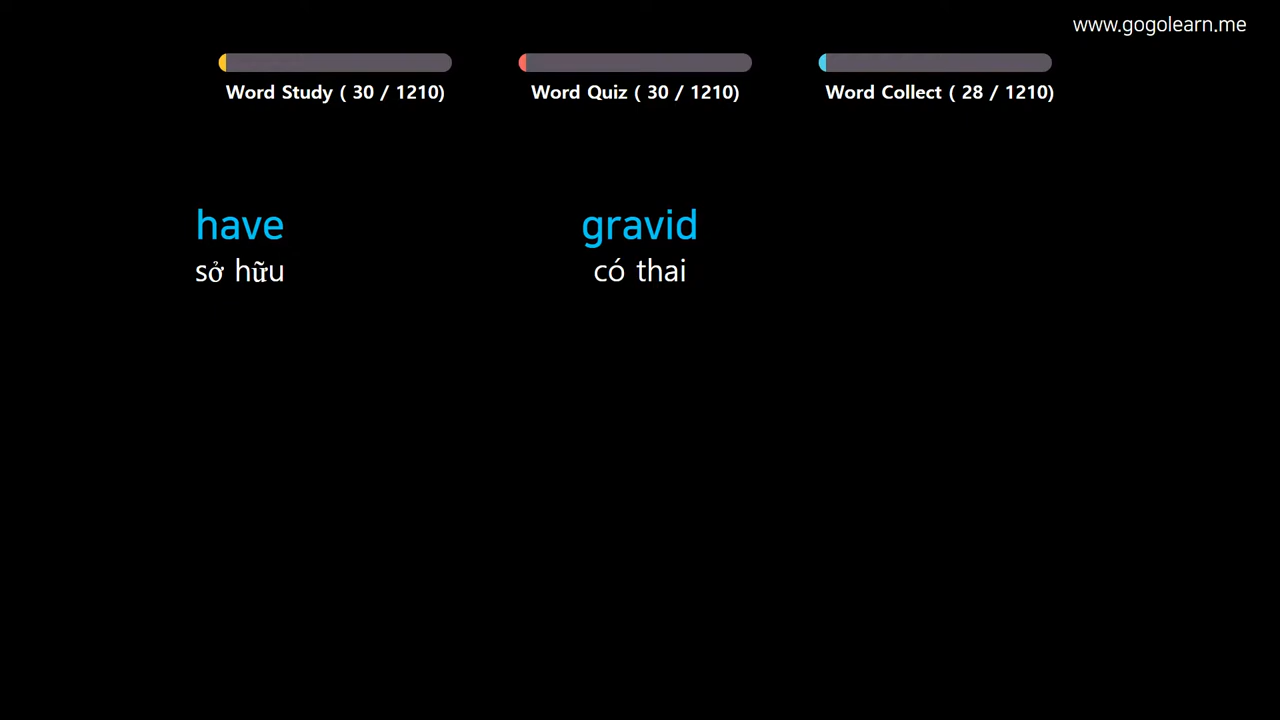 www.gogolearn.me
Word Study ( 30 / 1210)
Word Quiz ( 30 / 1210)
Word Collect ( 28 / 1210)
have
sở hữu
gravid
có thai